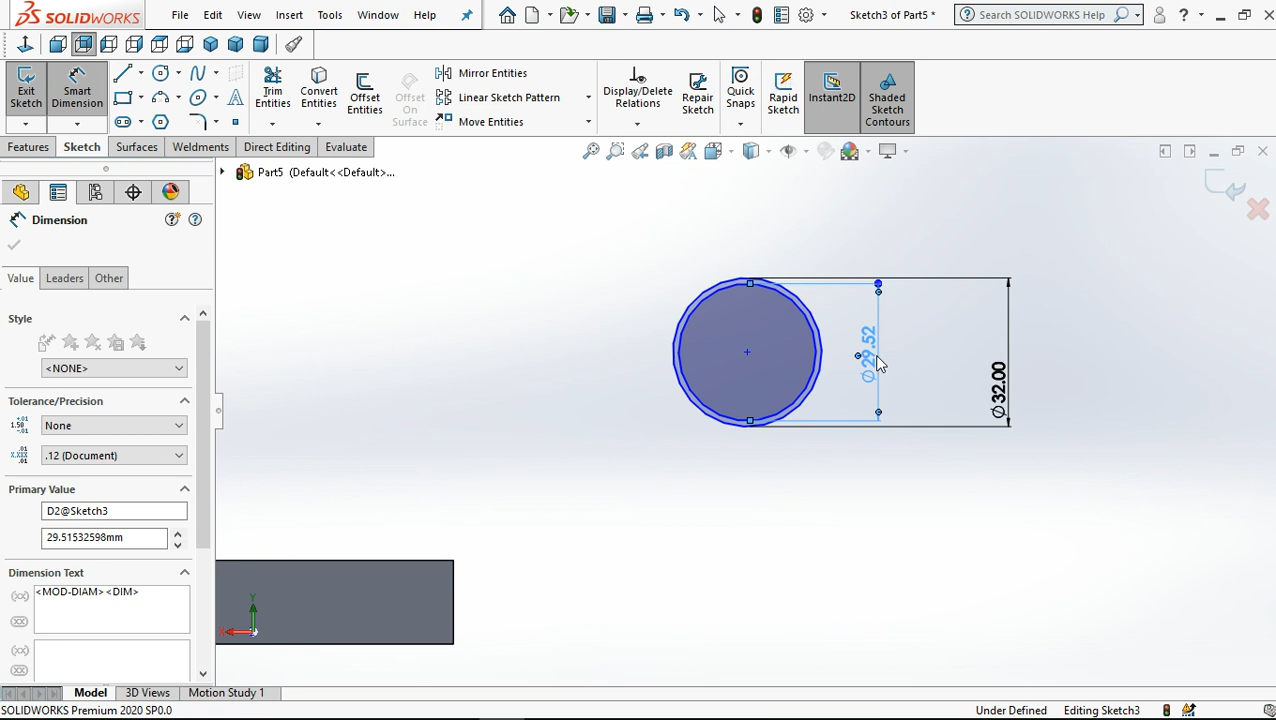 SOLIDWORKS File Edit View Insert Tools Window Help Sketch3 of Part5 * Search SOLIDWORKS Help ?
Exit Sketch
Smart Dimension
Trim Entities
Convert Entities
Offset Entities
Offset On Surface
Mirror Entities
Linear Sketch Pattern
Move Entities
Display/Delete Relations
Repair Sketch
Quick Snaps
Rapid Sketch
Instant2D
Shaded Sketch Contours
Features Sketch Surfaces Weldments Direct Editing Evaluate
Part5 (Default<<Default>...
Dimension
Value Leaders Other
Style
<NONE>
Tolerance/Precision
None
.12 (Document)
Primary Value
D2@Sketch3
29.51532598mm
Dimension Text
<MOD-DIAM><DIM>
Ø29.52
Ø32.00
Y
X
Model 3D Views Motion Study 1
SOLIDWORKS Premium 2020 SP0.0 Under Defined Editing Sketch3